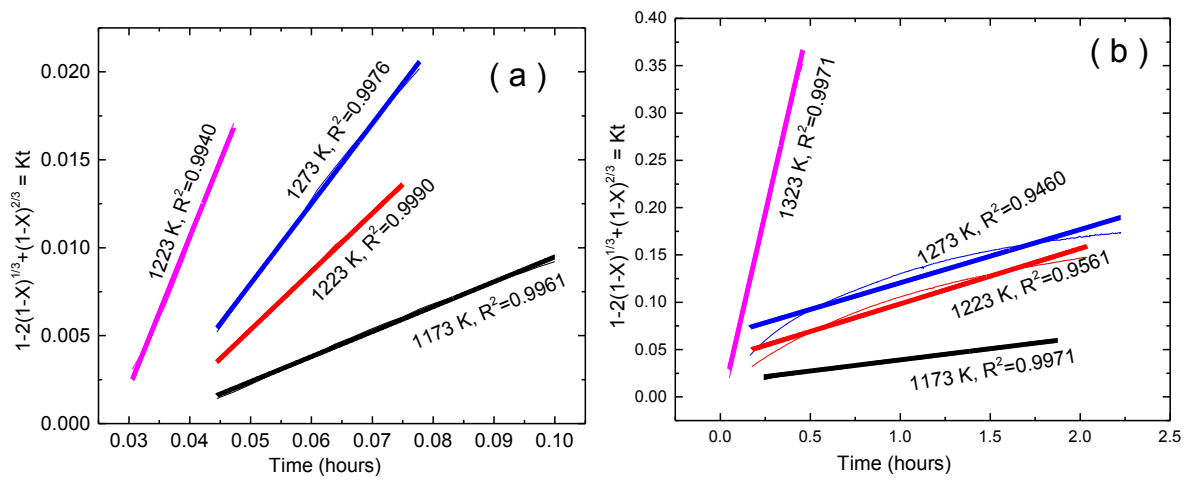 ( a )
1-2(1-X)^1/3+(1-X)^2/3 = Kt
0.020
0.015
0.010
0.005
0.000
1223 K, R^2=0.9940
1273 K, R^2=0.9976
1223 K, R^2=0.9990
1173 K, R^2=0.9961
0.03 0.04 0.05 0.06 0.07 0.08 0.09 0.10
Time (hours)
( b )
1-2(1-X)^1/3+(1-X)^2/3 = Kt
0.40
0.35
0.30
0.25
0.20
0.15
0.10
0.05
0.00
1323 K, R^2=0.9971
1273 K, R^2=0.9460
1223 K, R^2=0.9561
1173 K, R^2=0.9971
0.0 0.5 1.0 1.5 2.0 2.5
Time (hours)